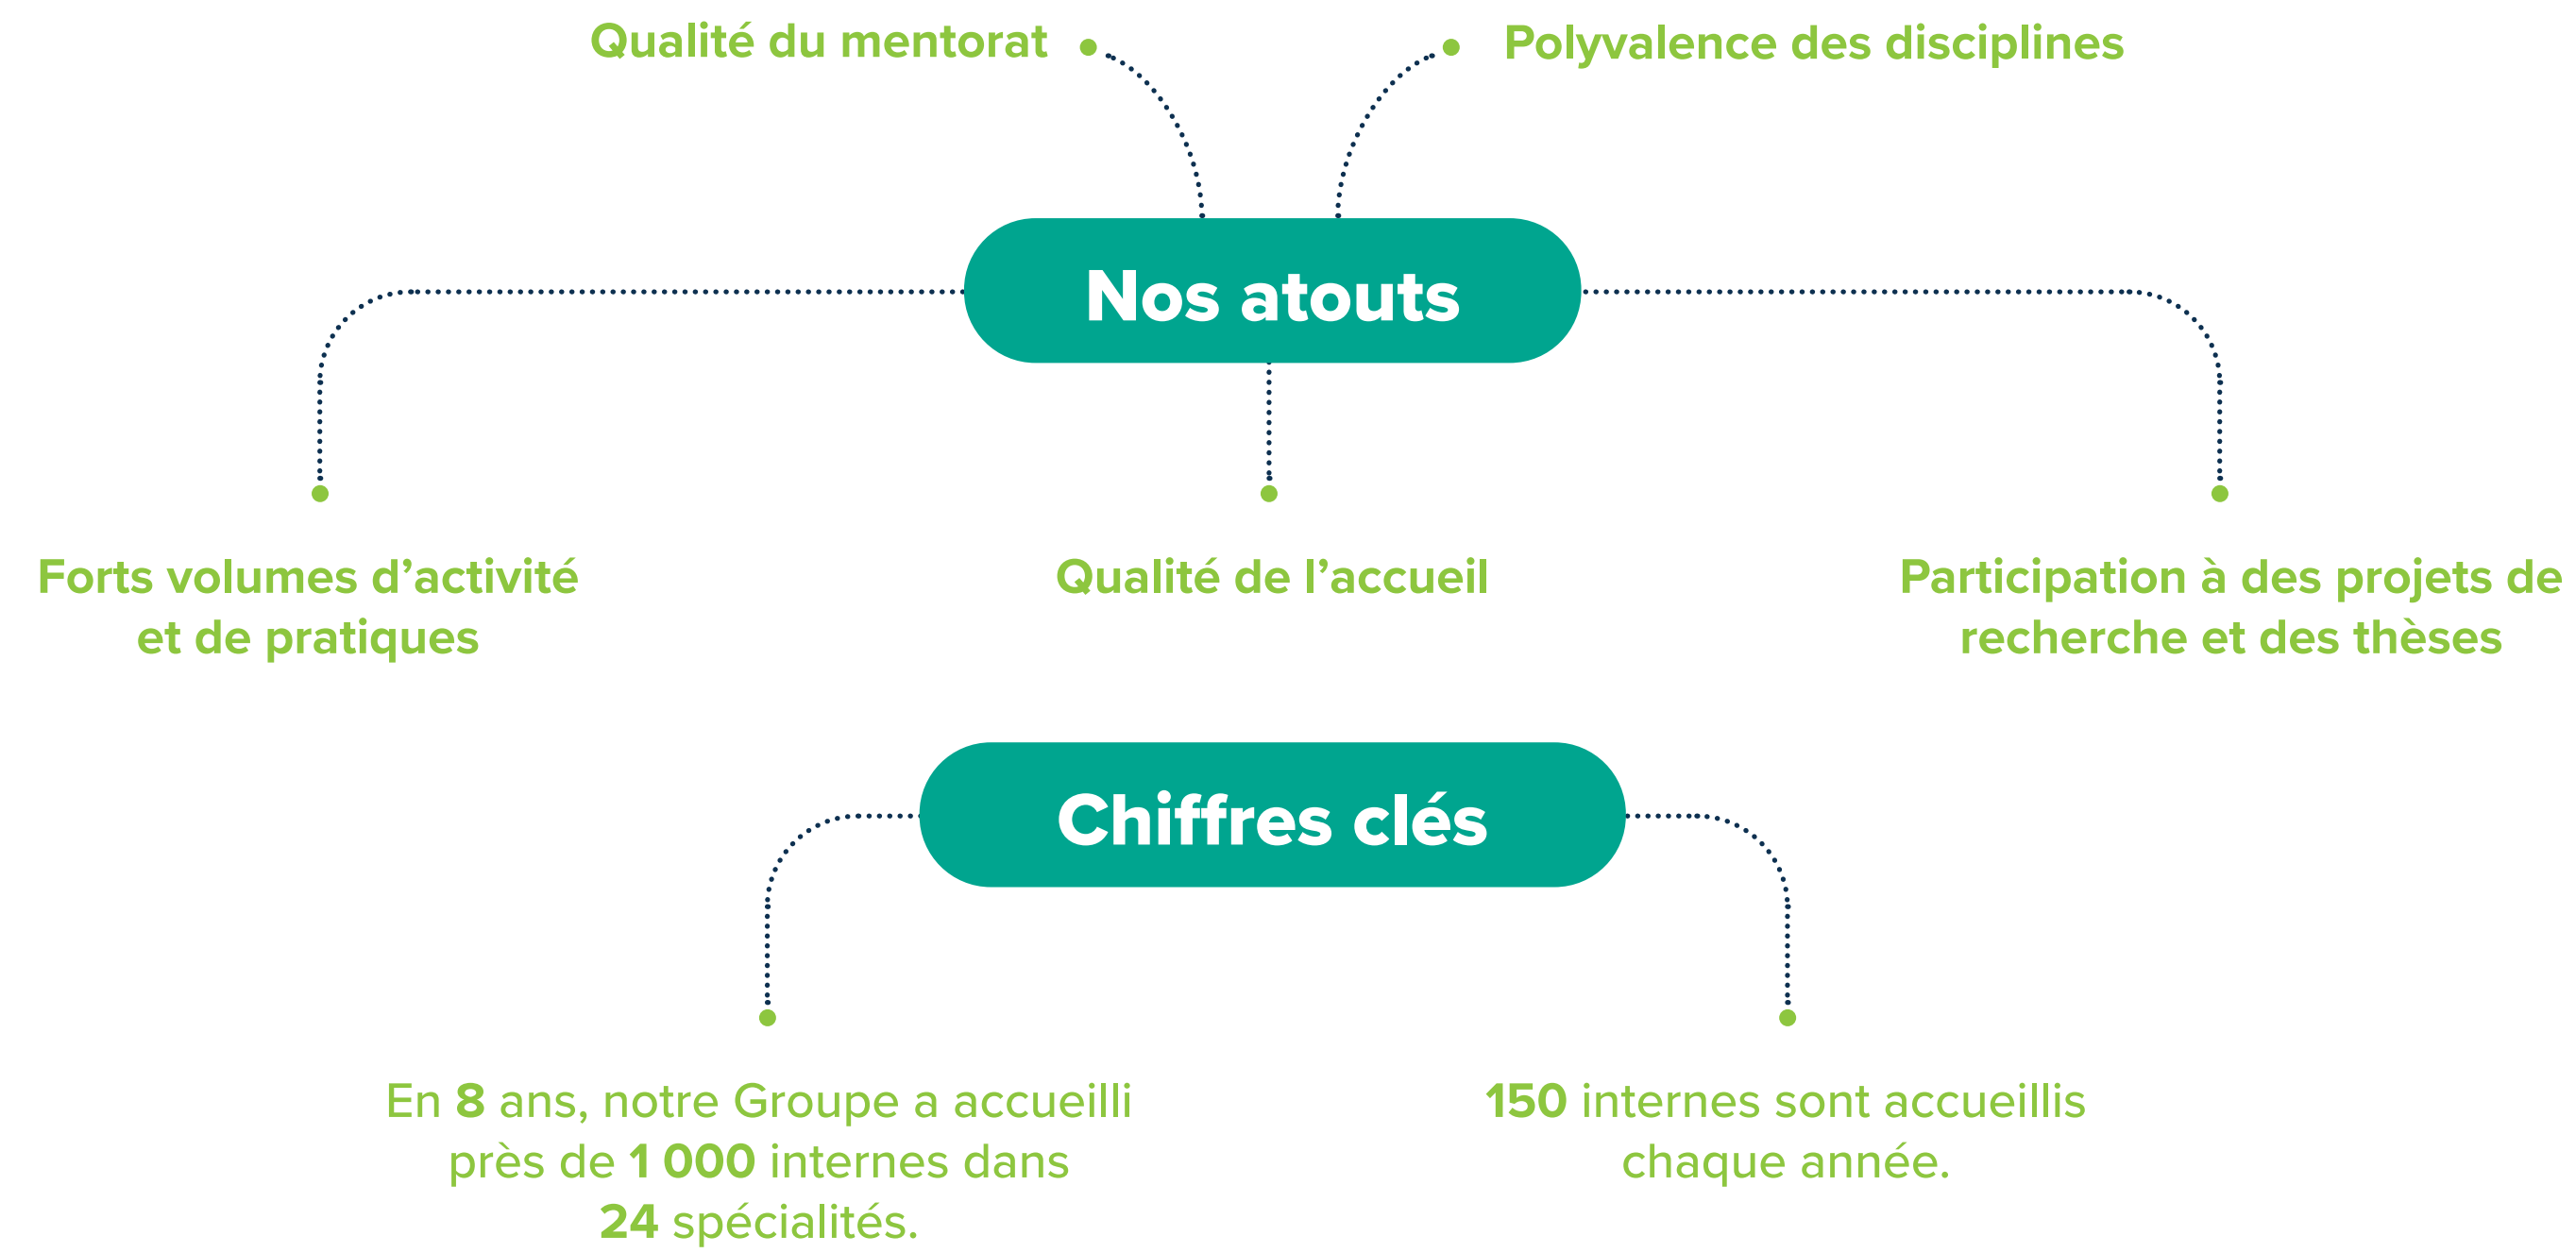 Qualité du mentorat
Polyvalence des disciplines
Nos atouts
Forts volumes d’activité
et de pratiques
Qualité de l’accueil
Participation à des projets de
recherche et des thèses
Chiffres clés
En 8 ans, notre Groupe a accueilli
près de 1 000 internes dans
24 spécialités.
150 internes sont accueillis
chaque année.